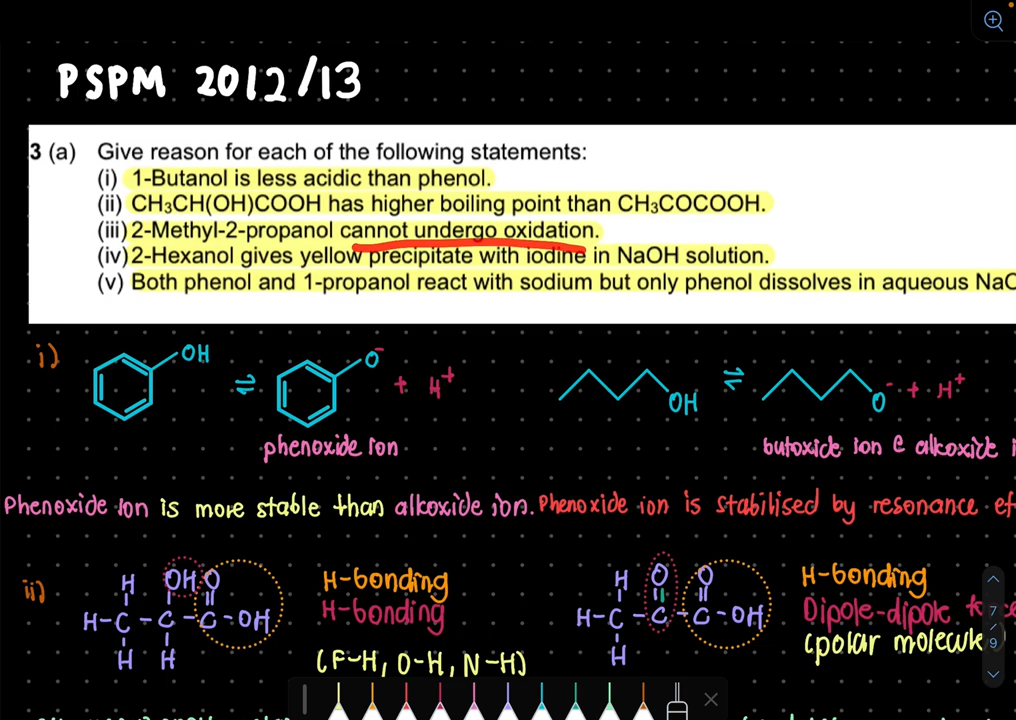 PSPM 2012/13
3 (a) Give reason for each of the following statements:
(i) 1-Butanol is less acidic than phenol.
(ii) CH₃CH(OH)COOH has higher boiling point than CH₃COCOOH.
(iii) 2-Methyl-2-propanol cannot undergo oxidation.
(iv) 2-Hexanol gives yellow precipitate with iodine in NaOH solution.
(v) Both phenol and 1-propanol react with sodium but only phenol dissolves in aqueous Na
i) OH ⇌ O⁻ + H⁺ OH ⇌ O⁻ + H⁺
phenoxide ion butoxide ion @ alkoxide i
Phenoxide ion is more stable than alkoxide ion. Phenoxide ion is stabilised by resonance ef
H OH O H O O
ii) H-C-C-C-OH H-C-C-C-OH
H H H
H-bonding H-bonding
H-bonding Dipole-dipole
(F-H, O-H, N-H) (polar molecule
7
/
9